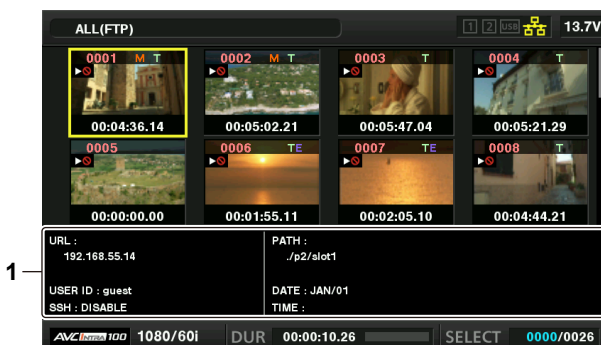 ALL(FTP) 1 2 USB 13.7V
0001 M T 0002 M T 0003 T 0004 T
00:04:36.14 00:05:02.21 00:05:47.04 00:05:21.29
0005 0006 TE 0007 TE 0008 T
00:00:00.00 00:01:55.11 00:02:05.10 00:04:44.21
URL : PATH :
192.168.55.14 ./p2/slot1
1
USER ID : guest DATE : JAN/01
SSH : DISABLE TIME :
AVC INTRA 100 1080/60i DUR 00:00:10.26 SELECT 0000/0026